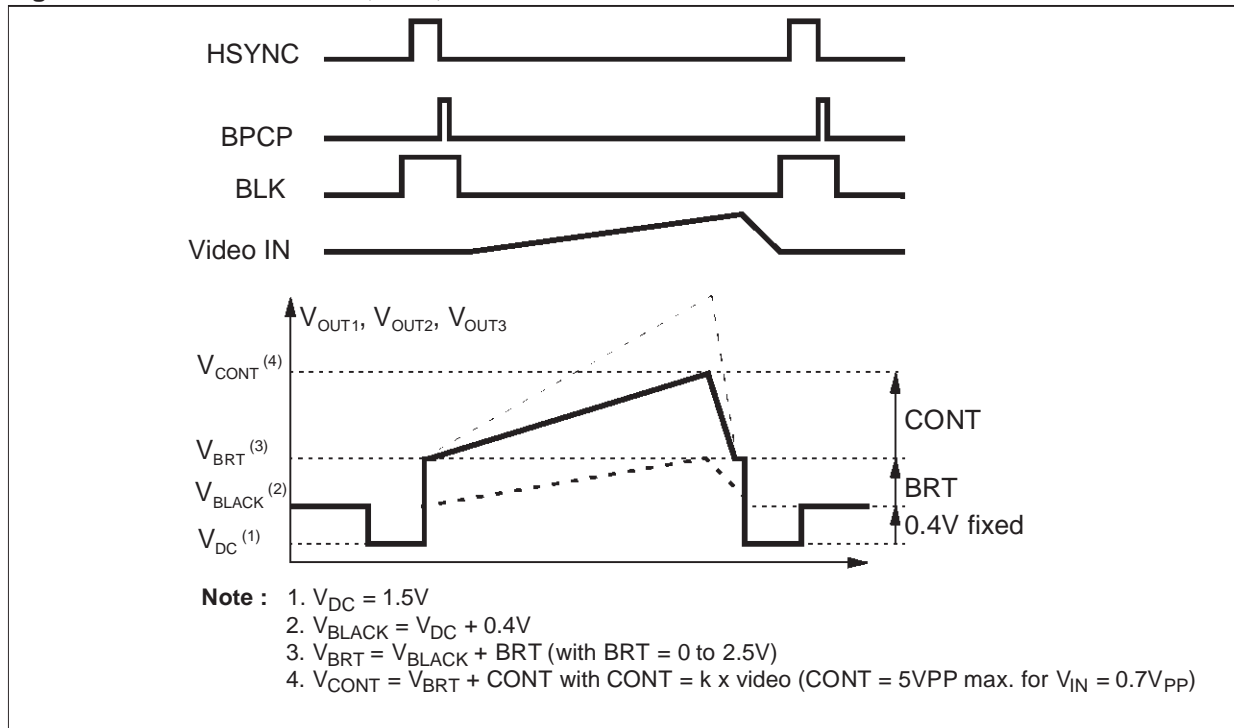 HSYNC
BPCP
BLK
Video IN
VOUT1, VOUT2, VOUT3
VCONT (4)
CONT
VBRT (3)
BRT
VBLACK (2)
0.4V fixed
VDC (1)
Note : 1. VDC = 1.5V
2. VBLACK = VDC + 0.4V
3. VBRT = VBLACK + BRT (with BRT = 0 to 2.5V)
4. VCONT = VBRT + CONT with CONT = k x video (CONT = 5VPP max. for VIN = 0.7VPP)